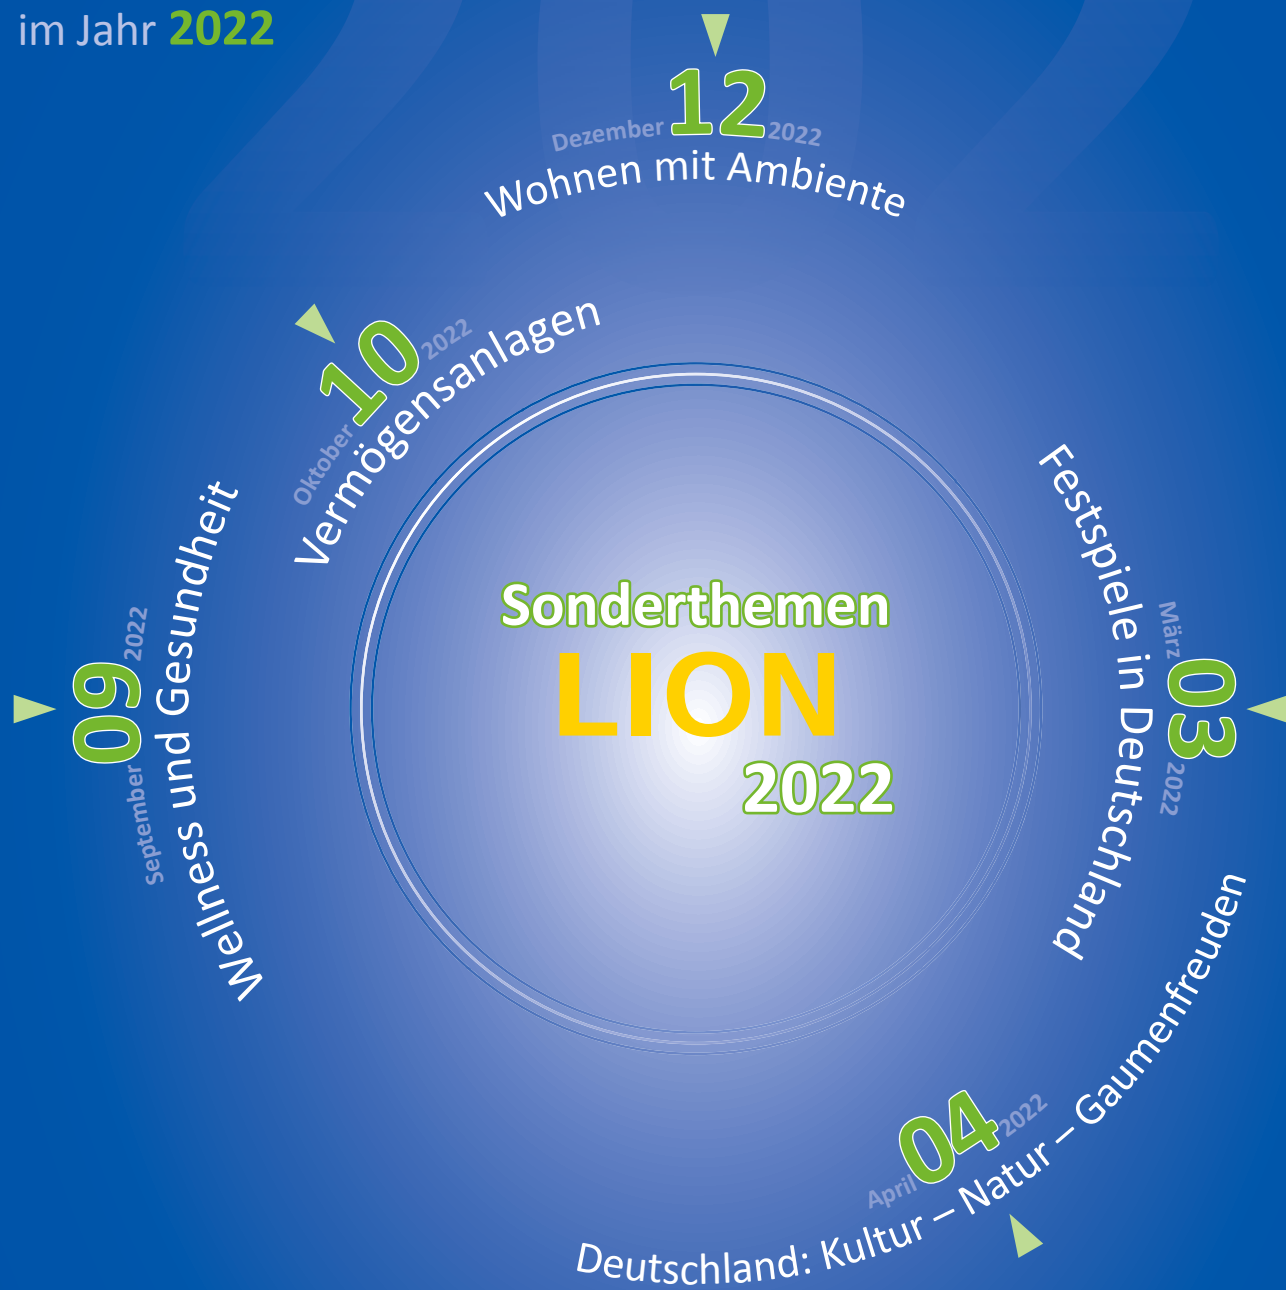 im Jahr 2022
Dezember 12 2022
Wohnen mit Ambiente
Oktober 10 2022
Vermögensanlagen
Festspiele in Deutschland
März 03 2022
September 09 2022
Wellness und Gesundheit
Sonderthemen
LION
2022
April 04 2022
Deutschland: Kultur – Natur – Gaumenfreuden